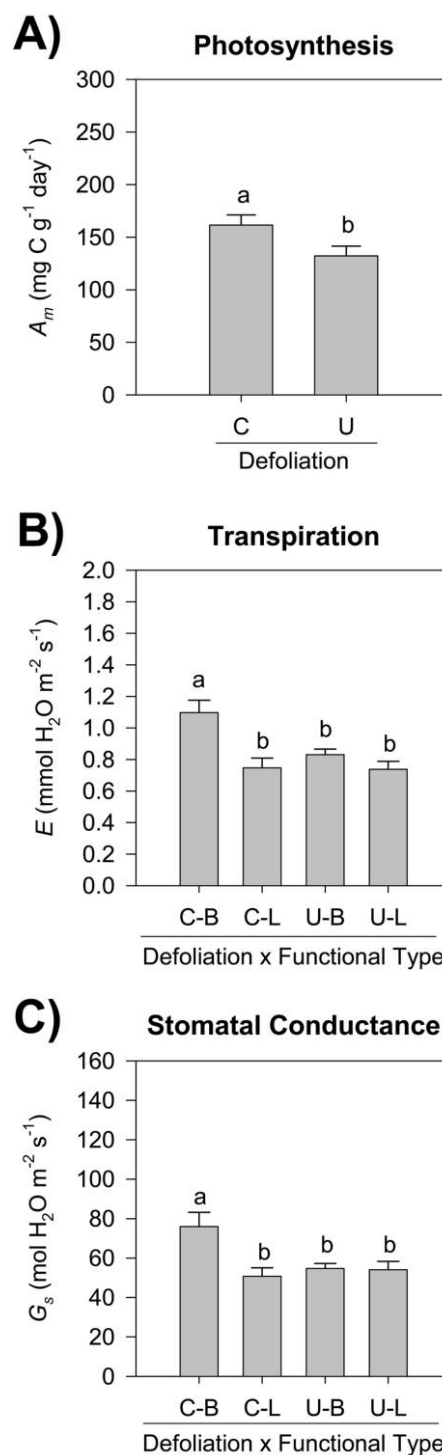 A) Photosynthesis
300
250
200
150
100
50
0
A_m (mg C g⁻¹ day⁻¹)
a
b
C U
Defoliation
B) Transpiration
2.0
1.8
1.6
1.4
1.2
1.0
0.8
0.6
0.4
0.2
0.0
E (mmol H₂O m⁻² s⁻¹)
a
b b b
C-B C-L U-B U-L
Defoliation x Functional Type
C) Stomatal Conductance
160
140
120
100
80
60
40
20
0
G_s (mol H₂O m⁻² s⁻¹)
a
b b b
C-B C-L U-B U-L
Defoliation x Functional Type